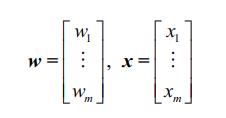 w = [w₁ ⋮ wₘ], x = [x₁ ⋮ xₘ]